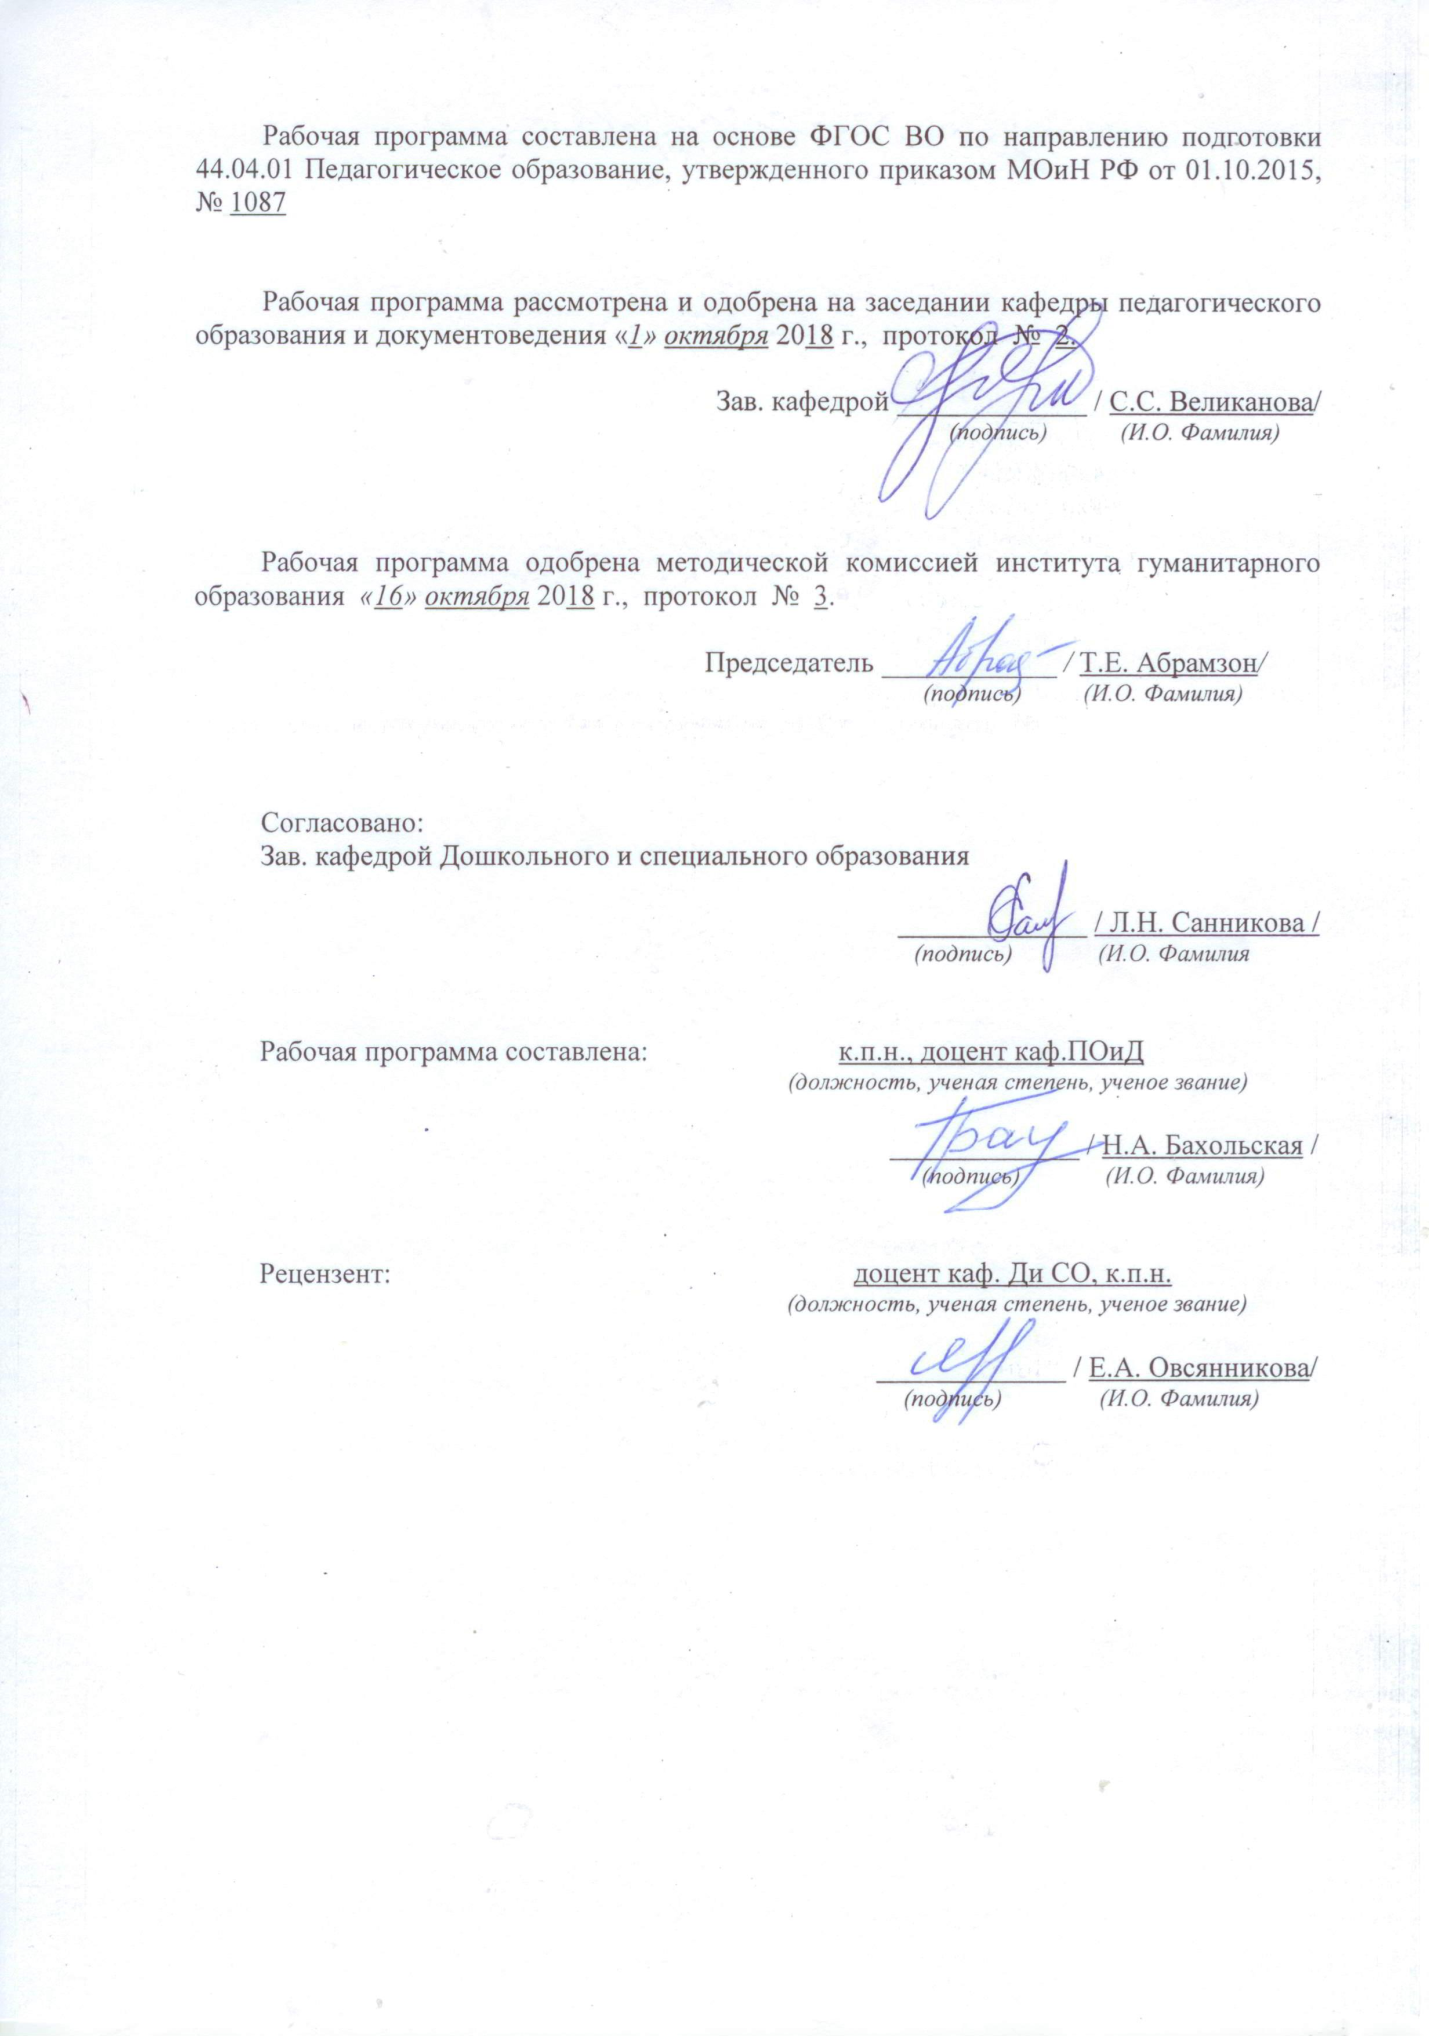 Рабочая программа составлена на основе ФГОС ВО по направлению подготовки
44.04.01 Педагогическое образование, утвержденного приказом МОиН РФ от 01.10.2015,
№ 1087
Рабочая программа рассмотрена и одобрена на заседании кафедры педагогического
образования и документоведения «1» октября 2018 г., протокол № 2.
Зав. кафедрой ______________ / С.С. Великанова/
(подпись) (И.О. Фамилия)
Рабочая программа одобрена методической комиссией института гуманитарного
образования «16» октября 2018 г., протокол № 3.
Председатель _____________ / Т.Е. Абрамзон/
(подпись) (И.О. Фамилия)
Согласовано:
Зав. кафедрой Дошкольного и специального образования
______________ / Л.Н. Санникова /
(подпись) (И.О. Фамилия
Рабочая программа составлена: к.п.н., доцент каф.ПОиД
(должность, ученая степень, ученое звание)
______________ / Н.А. Бахольская /
(подпись) (И.О. Фамилия)
Рецензент: доцент каф. Ди СО, к.п.н.
(должность, ученая степень, ученое звание)
______________ / Е.А. Овсянникова/
(подпись) (И.О. Фамилия)